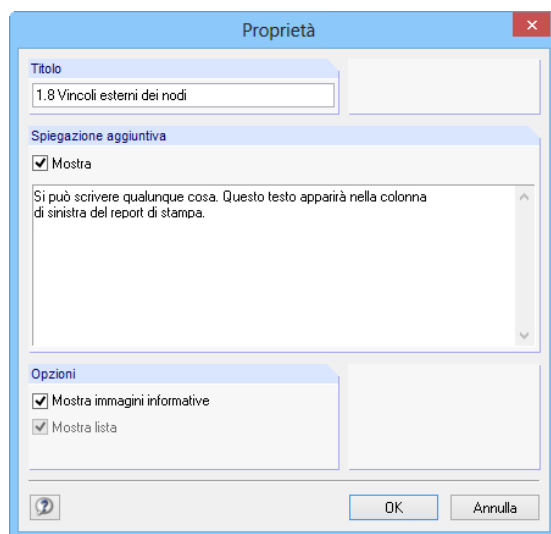 Proprietà
Titolo
1.8 Vincoli esterni dei nodi
Spiegazione aggiuntiva
Mostra
Si può scrivere qualunque cosa. Questo testo apparirà nella colonna
di sinistra del report di stampa.
Opzioni
Mostra immagini informative
Mostra lista
OK
Annulla